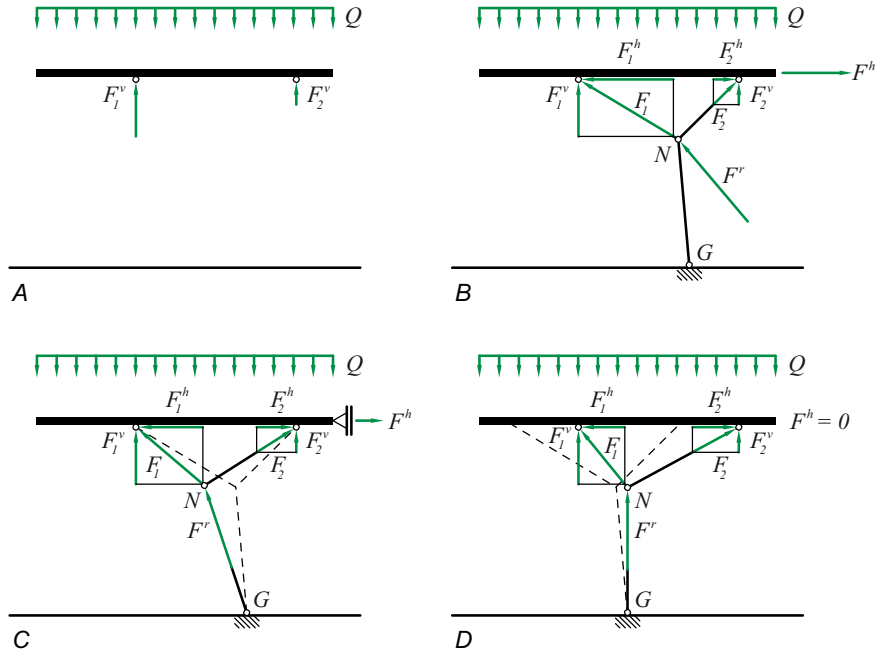 Q
F₁ᵛ
F₂ᵛ
A
Q
F₁ʰ
F₂ʰ
Fʰ
F₁ᵛ
F₁
F₂
F₂ᵛ
N
Fʳ
G
B
Q
F₁ʰ
F₂ʰ
Fʰ
F₁ᵛ
F₁
F₂
F₂ᵛ
N
Fʳ
G
C
Q
F₁ʰ
F₂ʰ
Fʰ = 0
F₁ᵛ
F₁
F₂
F₂ᵛ
N
Fʳ
G
D